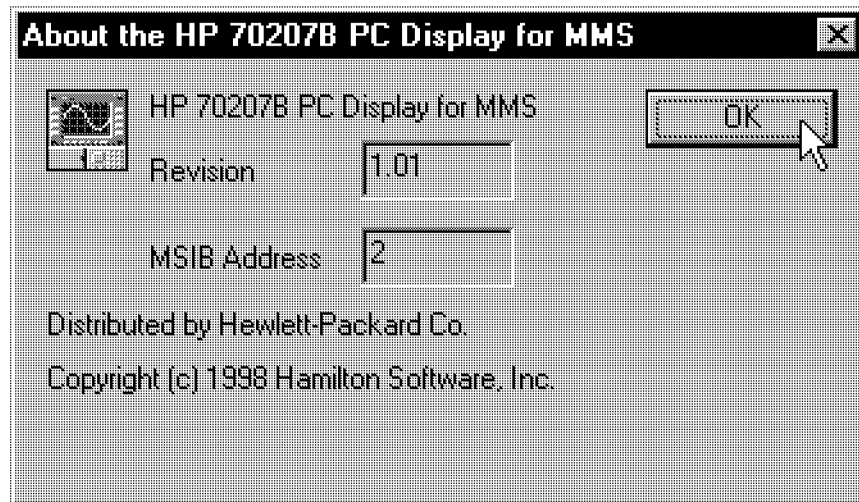 About the HP 70207B PC Display for MMS
HP 70207B PC Display for MMS
OK
Revision 1.01
MSIB Address 2
Distributed by Hewlett-Packard Co.
Copyright (c) 1998 Hamilton Software, Inc.